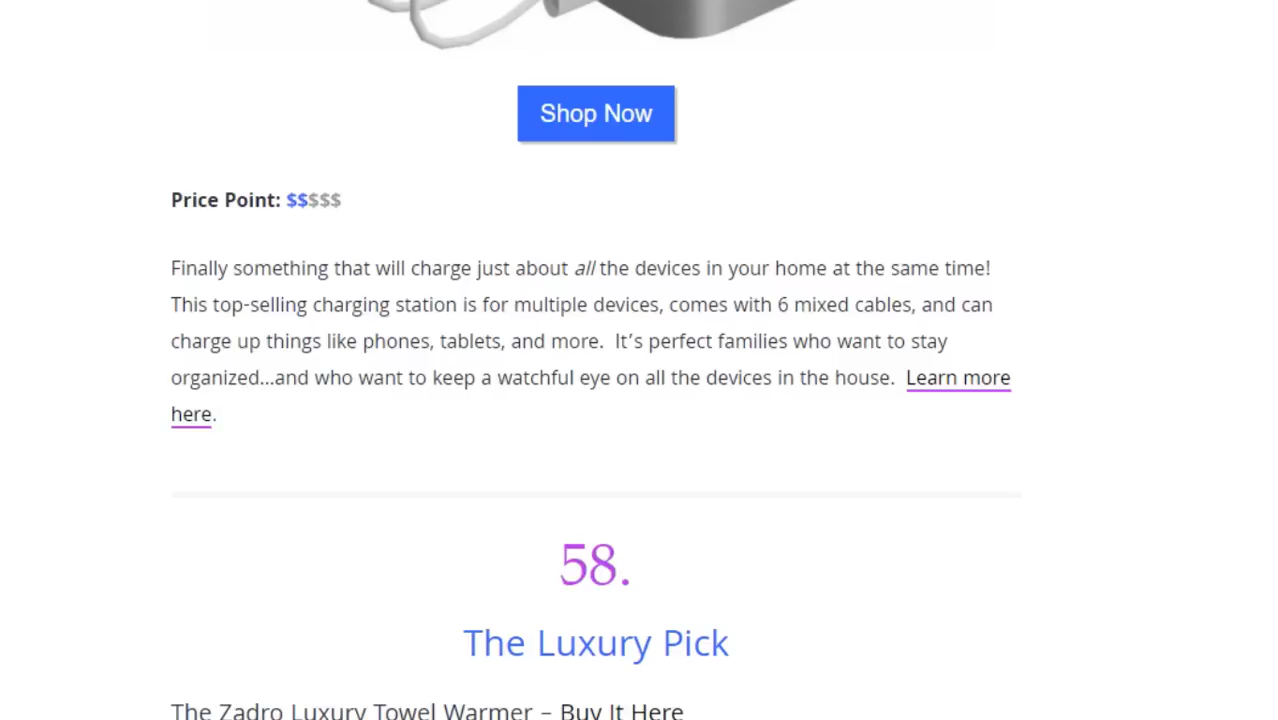 Shop Now
Price Point: $$$$$
Finally something that will charge just about all the devices in your home at the same time!
This top-selling charging station is for multiple devices, comes with 6 mixed cables, and can
charge up things like phones, tablets, and more.  It's perfect families who want to stay
organized...and who want to keep a watchful eye on all the devices in the house.  Learn more
here.
58.
The Luxury Pick
The Zadro Luxury Towel Warmer – Buy It Here